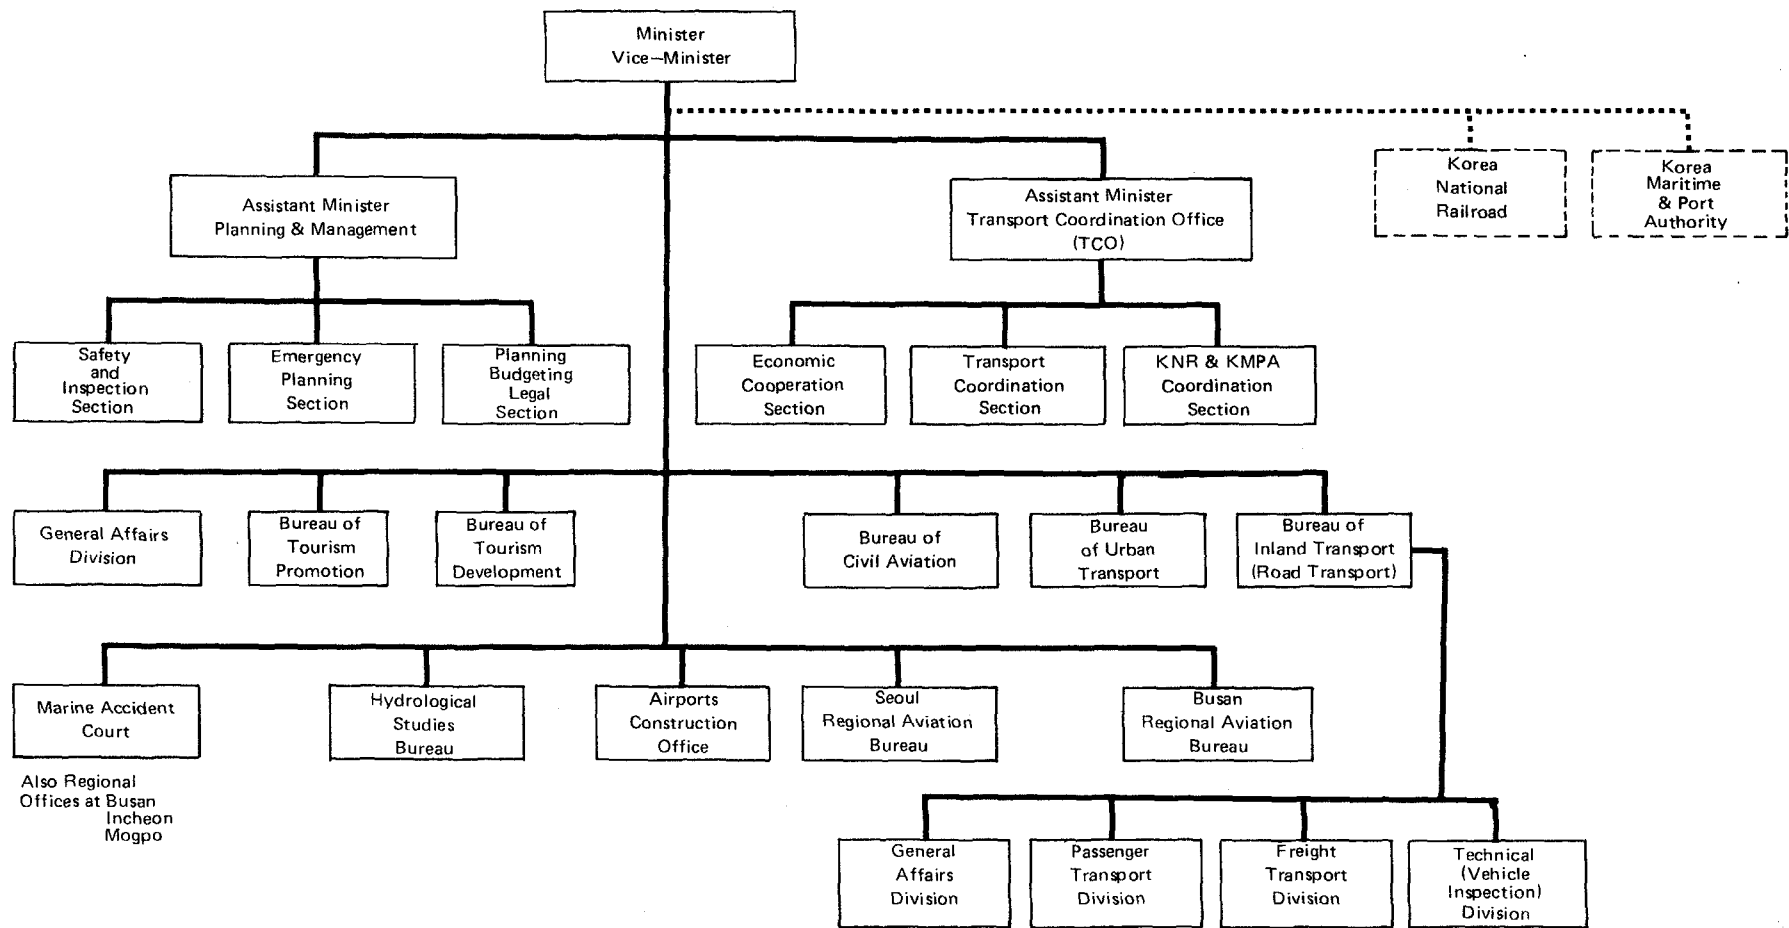 Minister
Vice—Minister
Korea
National
Railroad
Korea
Maritime
& Port
Authority
Assistant Minister
Planning & Management
Assistant Minister
Transport Coordination Office
(TCO)
Safety
and
Inspection
Section
Emergency
Planning
Section
Planning
Budgeting
Legal
Section
Economic
Cooperation
Section
Transport
Coordination
Section
KNR & KMPA
Coordination
Section
General Affairs
Division
Bureau of
Tourism
Promotion
Bureau of
Tourism
Development
Bureau of
Civil Aviation
Bureau
of Urban
Transport
Bureau of
Inland Transport
(Road Transport)
Marine Accident
Court
Also Regional
Offices at Busan
Incheon
Mogpo
Hydrological
Studies
Bureau
Airports
Construction
Office
Seoul
Regional Aviation
Bureau
Busan
Regional Aviation
Bureau
General
Affairs
Division
Passenger
Transport
Division
Freight
Transport
Division
Technical
(Vehicle
Inspection)
Division